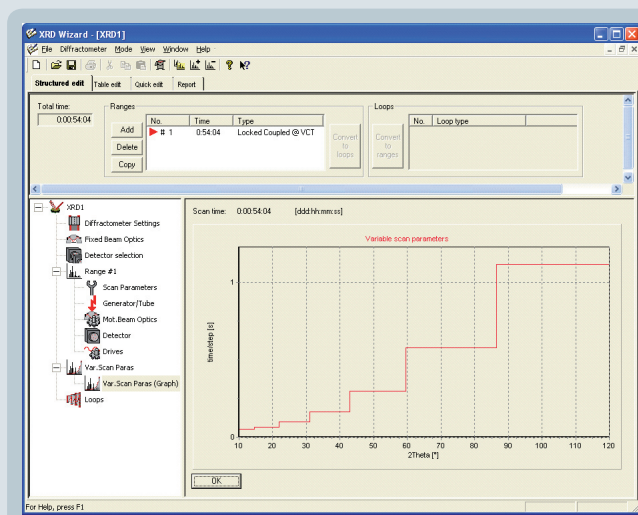 XRD Wizard - [XRD1]
File Diffractometer Mode View Window Help
Structured edit Table edit Quick edit Report
Total time:
0:00:54:04
Ranges
Add
Delete
Copy
No. Time Type
# 1 0:54:04 Locked Coupled @ VCT
Convert
to
loops
Loops
Convert
to
ranges
No. Loop type
XRD1
Diffractometer Settings
Fixed Beam Optics
Detector selection
Range #1
Scan Parameters
Generator/Tube
Mot.Beam Optics
Detector
Drives
Var.Scan Paras
Var.Scan Paras (Graph)
Loops
Scan time: 0:00:54:04 [ddd:hh:mm:ss]
Variable scan parameters
time/step [s]
1
0
10 20 30 40 50 60 70 80 90 100 110 120
2Theta [°]
OK
For Help, press F1